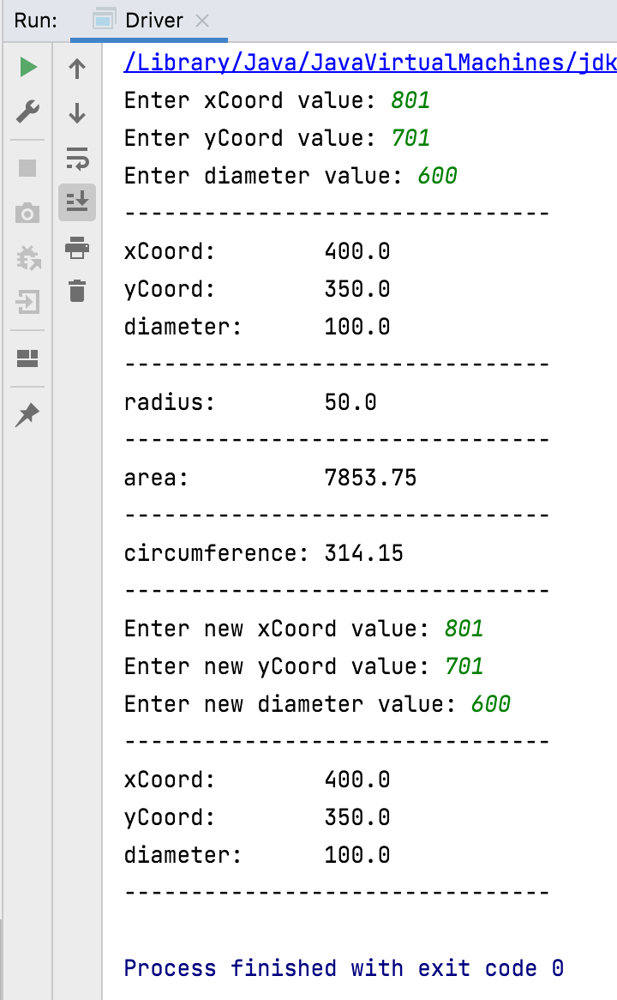 Run: Driver
/Library/Java/JavaVirtualMachines/jdk
Enter xCoord value: 801
Enter yCoord value: 701
Enter diameter value: 600
--------------------------------
xCoord:        400.0
yCoord:        350.0
diameter:      100.0
--------------------------------
radius:        50.0
--------------------------------
area:          7853.75
--------------------------------
circumference: 314.15
--------------------------------
Enter new xCoord value: 801
Enter new yCoord value: 701
Enter new diameter value: 600
--------------------------------
xCoord:        400.0
yCoord:        350.0
diameter:      100.0
--------------------------------
Process finished with exit code 0